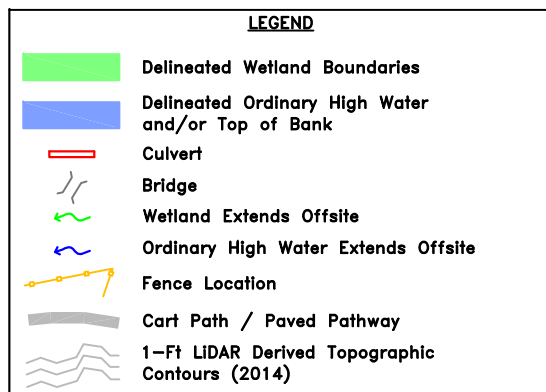 LEGEND
Delineated Wetland Boundaries
Delineated Ordinary High Water
and/or Top of Bank
Culvert
Bridge
Wetland Extends Offsite
Ordinary High Water Extends Offsite
Fence Location
Cart Path / Paved Pathway
1-Ft LiDAR Derived Topographic
Contours (2014)